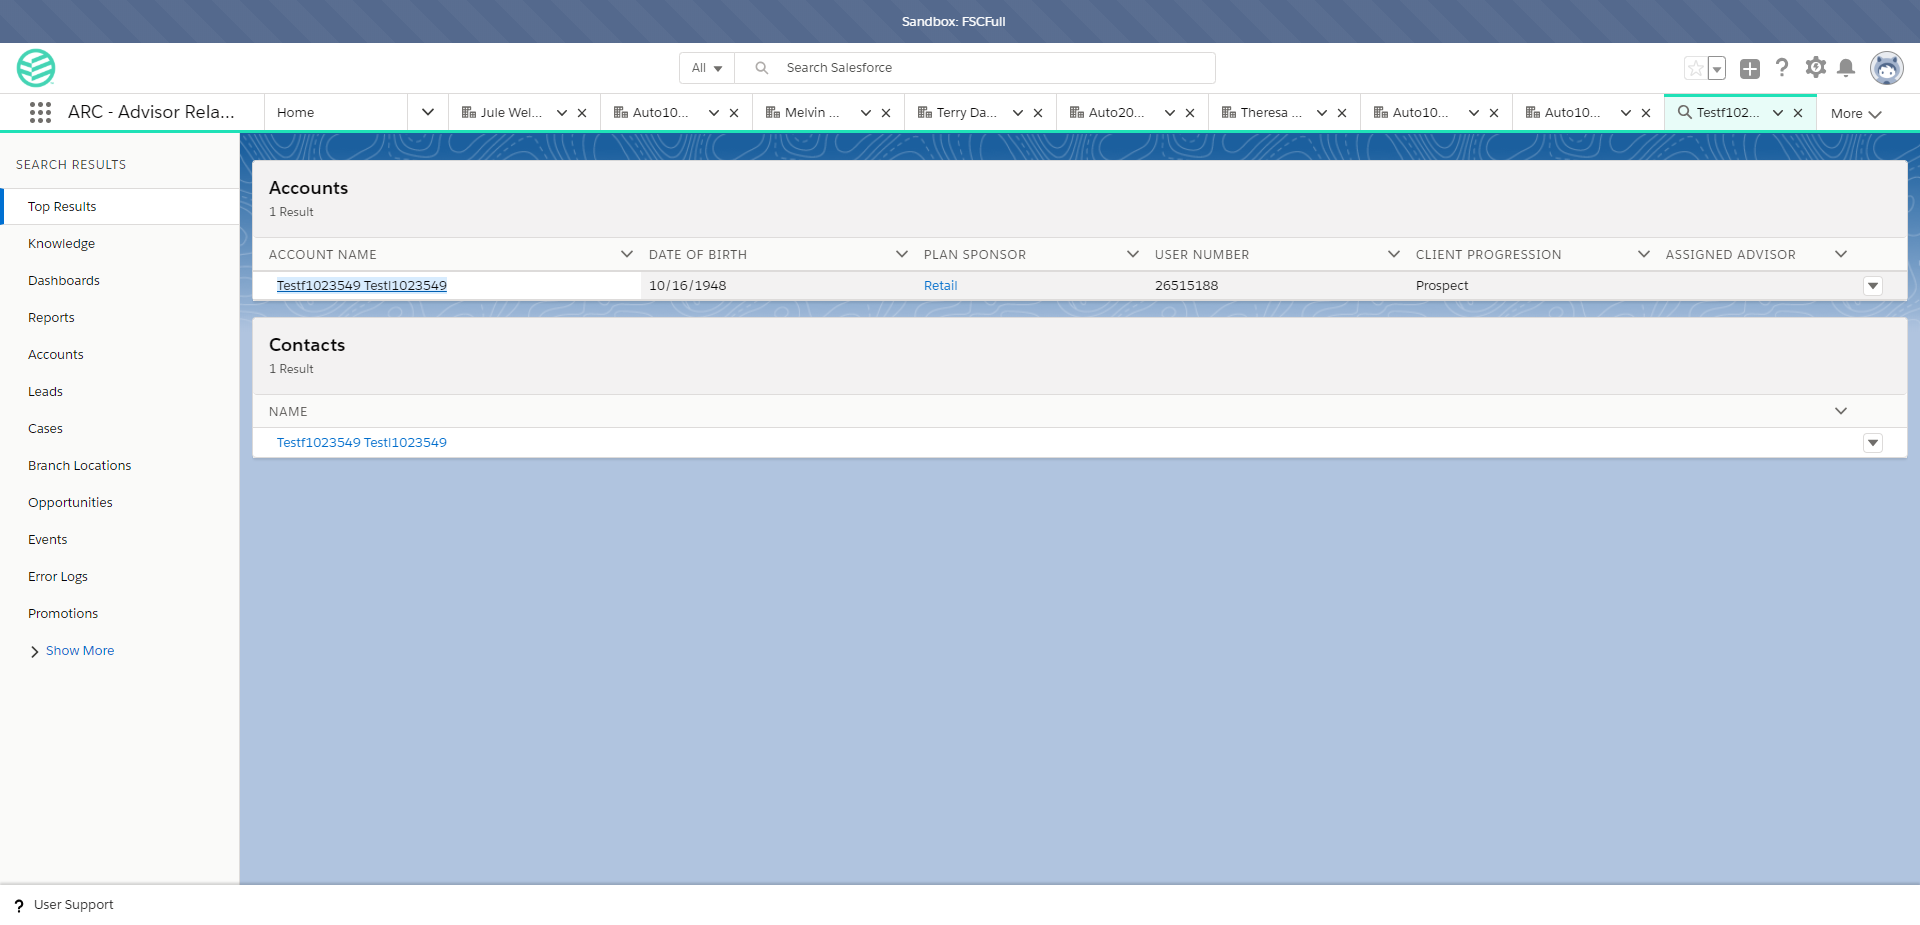 Sandbox: FSCFull
All
Search Salesforce
ARC - Advisor Rela...
Home
Jule Wel...
Auto10...
Melvin ...
Terry Da...
Auto20...
Theresa ...
Auto10...
Auto10...
Testf102...
More
SEARCH RESULTS
Top Results
Knowledge
Dashboards
Reports
Accounts
Leads
Cases
Branch Locations
Opportunities
Events
Error Logs
Promotions
Show More
Accounts
1 Result
ACCOUNT NAME DATE OF BIRTH PLAN SPONSOR USER NUMBER CLIENT PROGRESSION ASSIGNED ADVISOR
Testf1023549 Testl1023549 10/16/1948 Retail 26515188 Prospect
Contacts
1 Result
NAME
Testf1023549 Testl1023549
? User Support